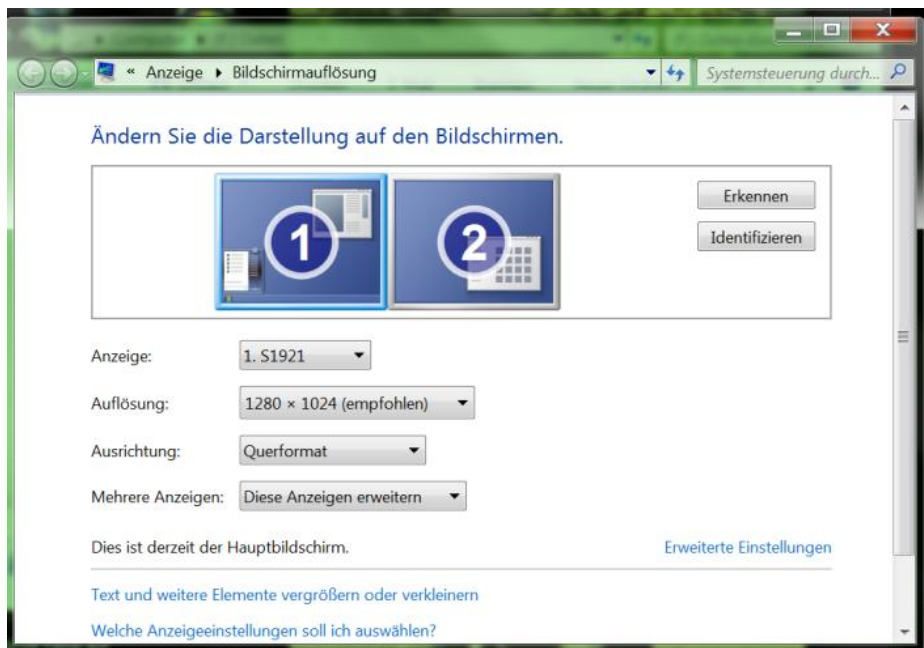 « Anzeige ▸ Bildschirmauflösung
Systemsteuerung durch...
Ändern Sie die Darstellung auf den Bildschirmen.
1
2
Erkennen
Identifizieren
Anzeige: 1. S1921
Auflösung: 1280 × 1024 (empfohlen)
Ausrichtung: Querformat
Mehrere Anzeigen: Diese Anzeigen erweitern
Dies ist derzeit der Hauptbildschirm. Erweiterte Einstellungen
Text und weitere Elemente vergrößern oder verkleinern
Welche Anzeigeeinstellungen soll ich auswählen?